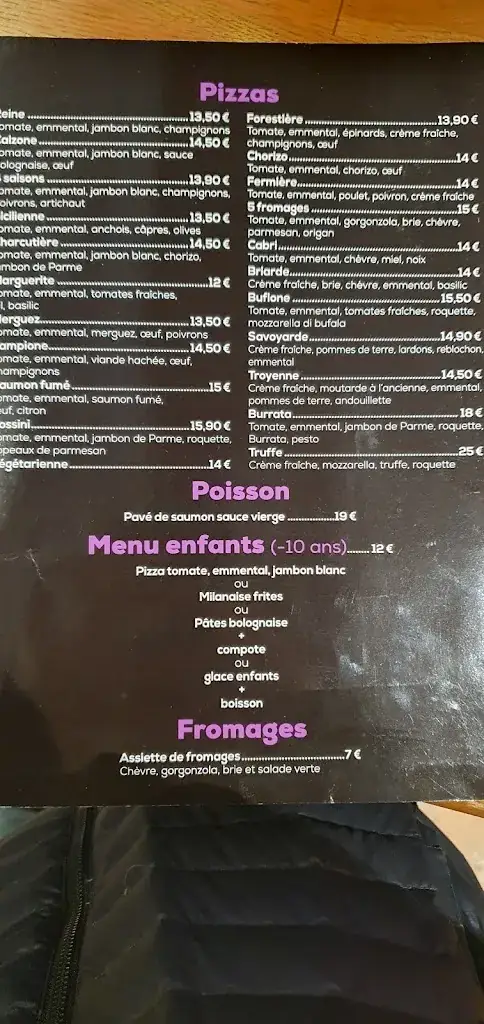 Pizzas
eine 13,50 €
omate, emmental, jambon blanc, champignons
alzone 14,50 €
omate, emmental, jambon blanc, sauce
olognaise, œuf
saisons 13,90 €
omate, emmental, jambon blanc, champignons,
oivrons, artichaut
icilienne 13,50 €
omate, emmental, anchois, câpres, olives
harcutière 14,50 €
omate, emmental, jambon blanc, chorizo,
ambon de Parme
arguerite 12 €
omate, emmental, tomates fraîches,
basilic
erguez 13,50 €
omate, emmental, merguez, œuf, poivrons
ampione 14,50 €
omate, emmental, viande hachée, œuf,
hampignons
aumon fumé 15 €
omate, emmental, saumon fumé,
euf, citron
ossini 15,90 €
omate, emmental, jambon de Parme, roquette,
opeaux de parmesan
égétarienne 14 €
Forestière 13,90 €
Tomate, emmental, épinards, crème fraîche,
champignons, œuf
Chorizo 14 €
Tomate, emmental, chorizo, œuf
Fermière 14 €
Tomate, emmental, poulet, poivron, crème fraîche
5 fromages 15 €
Tomate, emmental, gorgonzola, brie, chèvre,
parmesan, origan
Cabri 14 €
Tomate, emmental, chèvre, miel, noix
Briarde 14 €
Crème fraîche, brie, chèvre, emmental, basilic
Buflone 15,50 €
Tomate, emmental, tomates fraîches, roquette,
mozzarella di bufala
Savoyarde 14,90 €
Crème fraîche, pommes de terre, lardons, reblochon,
emmental
Troyenne 14,50 €
Crème fraîche, moutarde à l'ancienne, emmental,
pommes de terre, andouillette
Burrata 18 €
Tomate, emmental, jambon de Parme, roquette,
Burrata, pesto
Truffe 25 €
Crème fraîche, mozzarella, truffe, roquette
Poisson
Pavé de saumon sauce vierge 19 €
Menu enfants (-10 ans) 12 €
Pizza tomate, emmental, jambon blanc
ou
Milanaise frites
ou
Pâtes bolognaise
+
compote
ou
glace enfants
+
boisson
Fromages
Assiette de fromages 7 €
Chèvre, gorgonzola, brie et salade verte